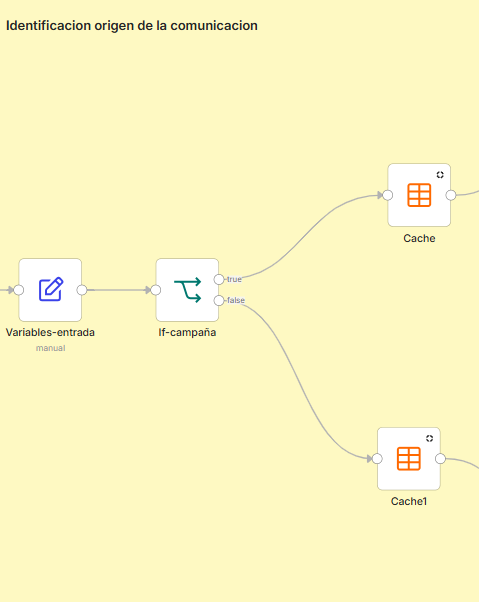 Identificacion origen de la comunicacion
Cache
true
false
Variables-entrada
manual
If-campaña
Cache1